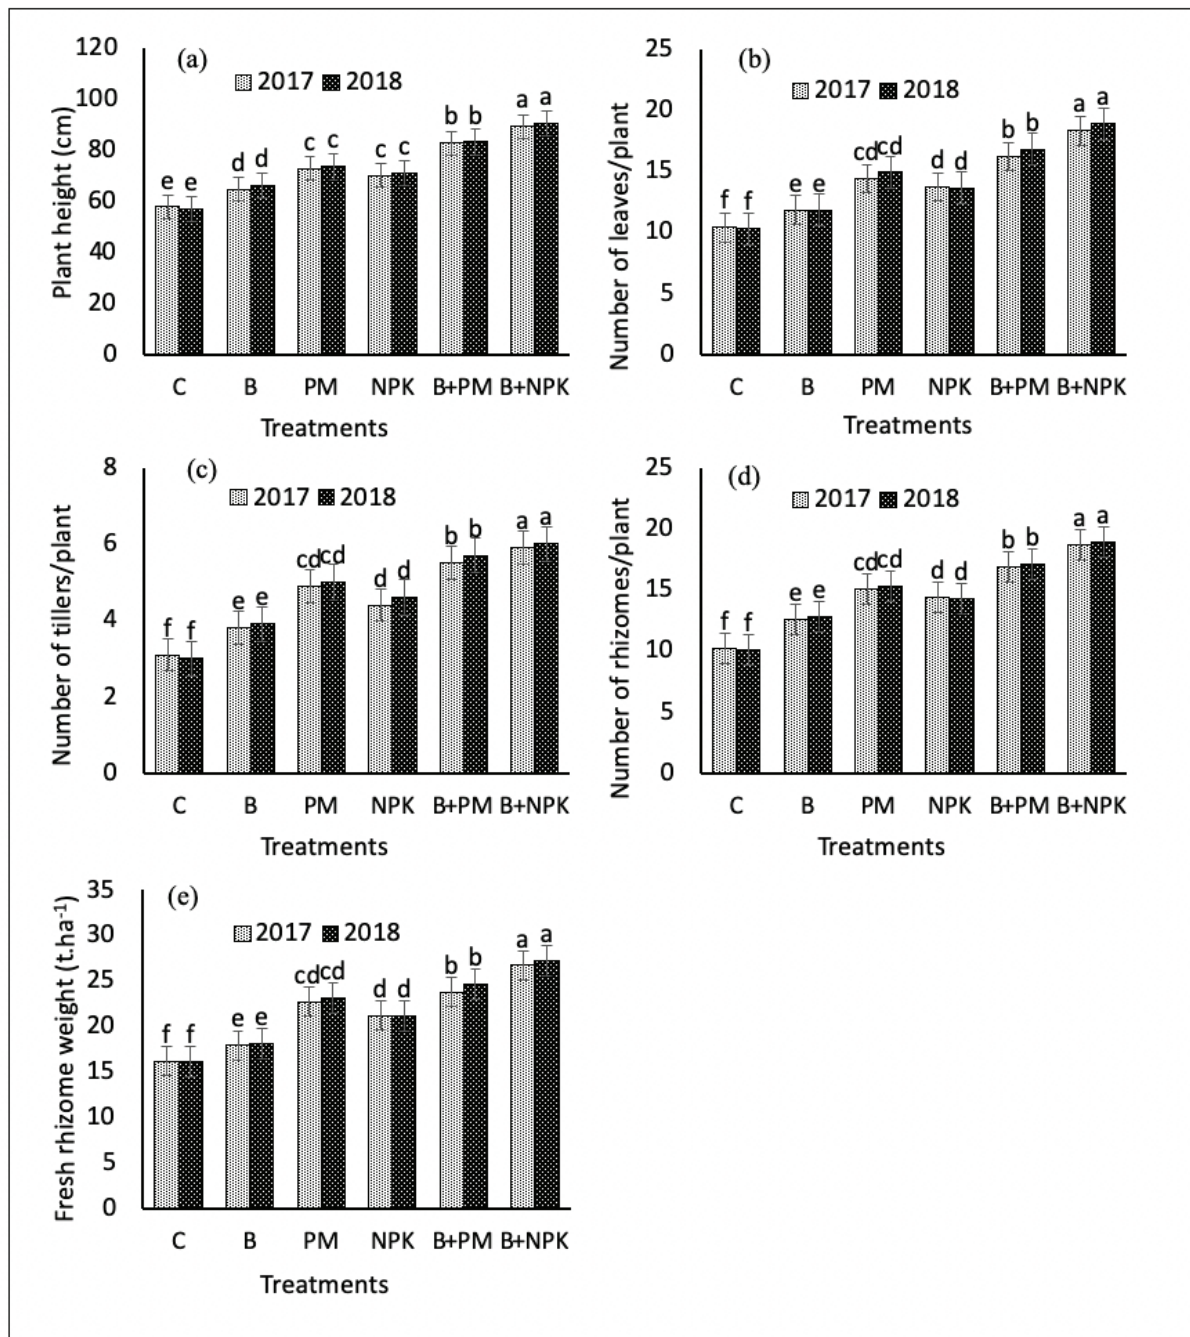 (a)
2017 2018
Plant height (cm)
120
100
80
60
40
20
0
e e d d c c c c b b a a
C B PM NPK B+PM B+NPK
Treatments
(b)
2017 2018
Number of leaves/plant
25
20
15
10
5
0
f f e e cd cd d d b b a a
C B PM NPK B+PM B+NPK
Treatments
(c)
2017 2018
Number of tillers/plant
8
6
4
2
0
f f e e cd cd d d b b a a
C B PM NPK B+PM B+NPK
Treatments
(d)
2017 2018
Number of rhizomes/plant
25
20
15
10
5
0
f f e e cd cd d d b b a a
C B PM NPK B+PM B+NPK
Treatments
(e)
2017 2018
Fresh rhizome weight (t.ha⁻¹)
35
30
25
20
15
10
5
0
f f e e cd cd d d b b a a
C B PM NPK B+PM B+NPK
Treatments